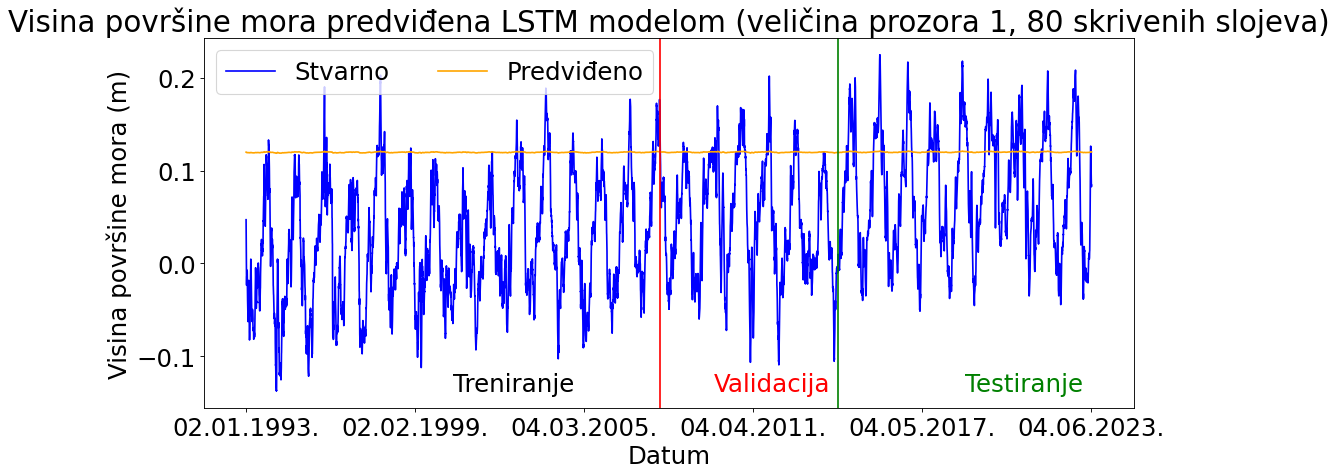 Visina površine mora predviđena LSTM modelom (veličina prozora 1, 80 skrivenih slojeva)
Stvarno
Predviđeno
Visina površine mora (m)
0.2
0.1
0.0
−0.1
Treniranje
Validacija
Testiranje
02.01.1993.
02.02.1999.
04.03.2005.
04.04.2011.
04.05.2017.
04.06.2023.
Datum